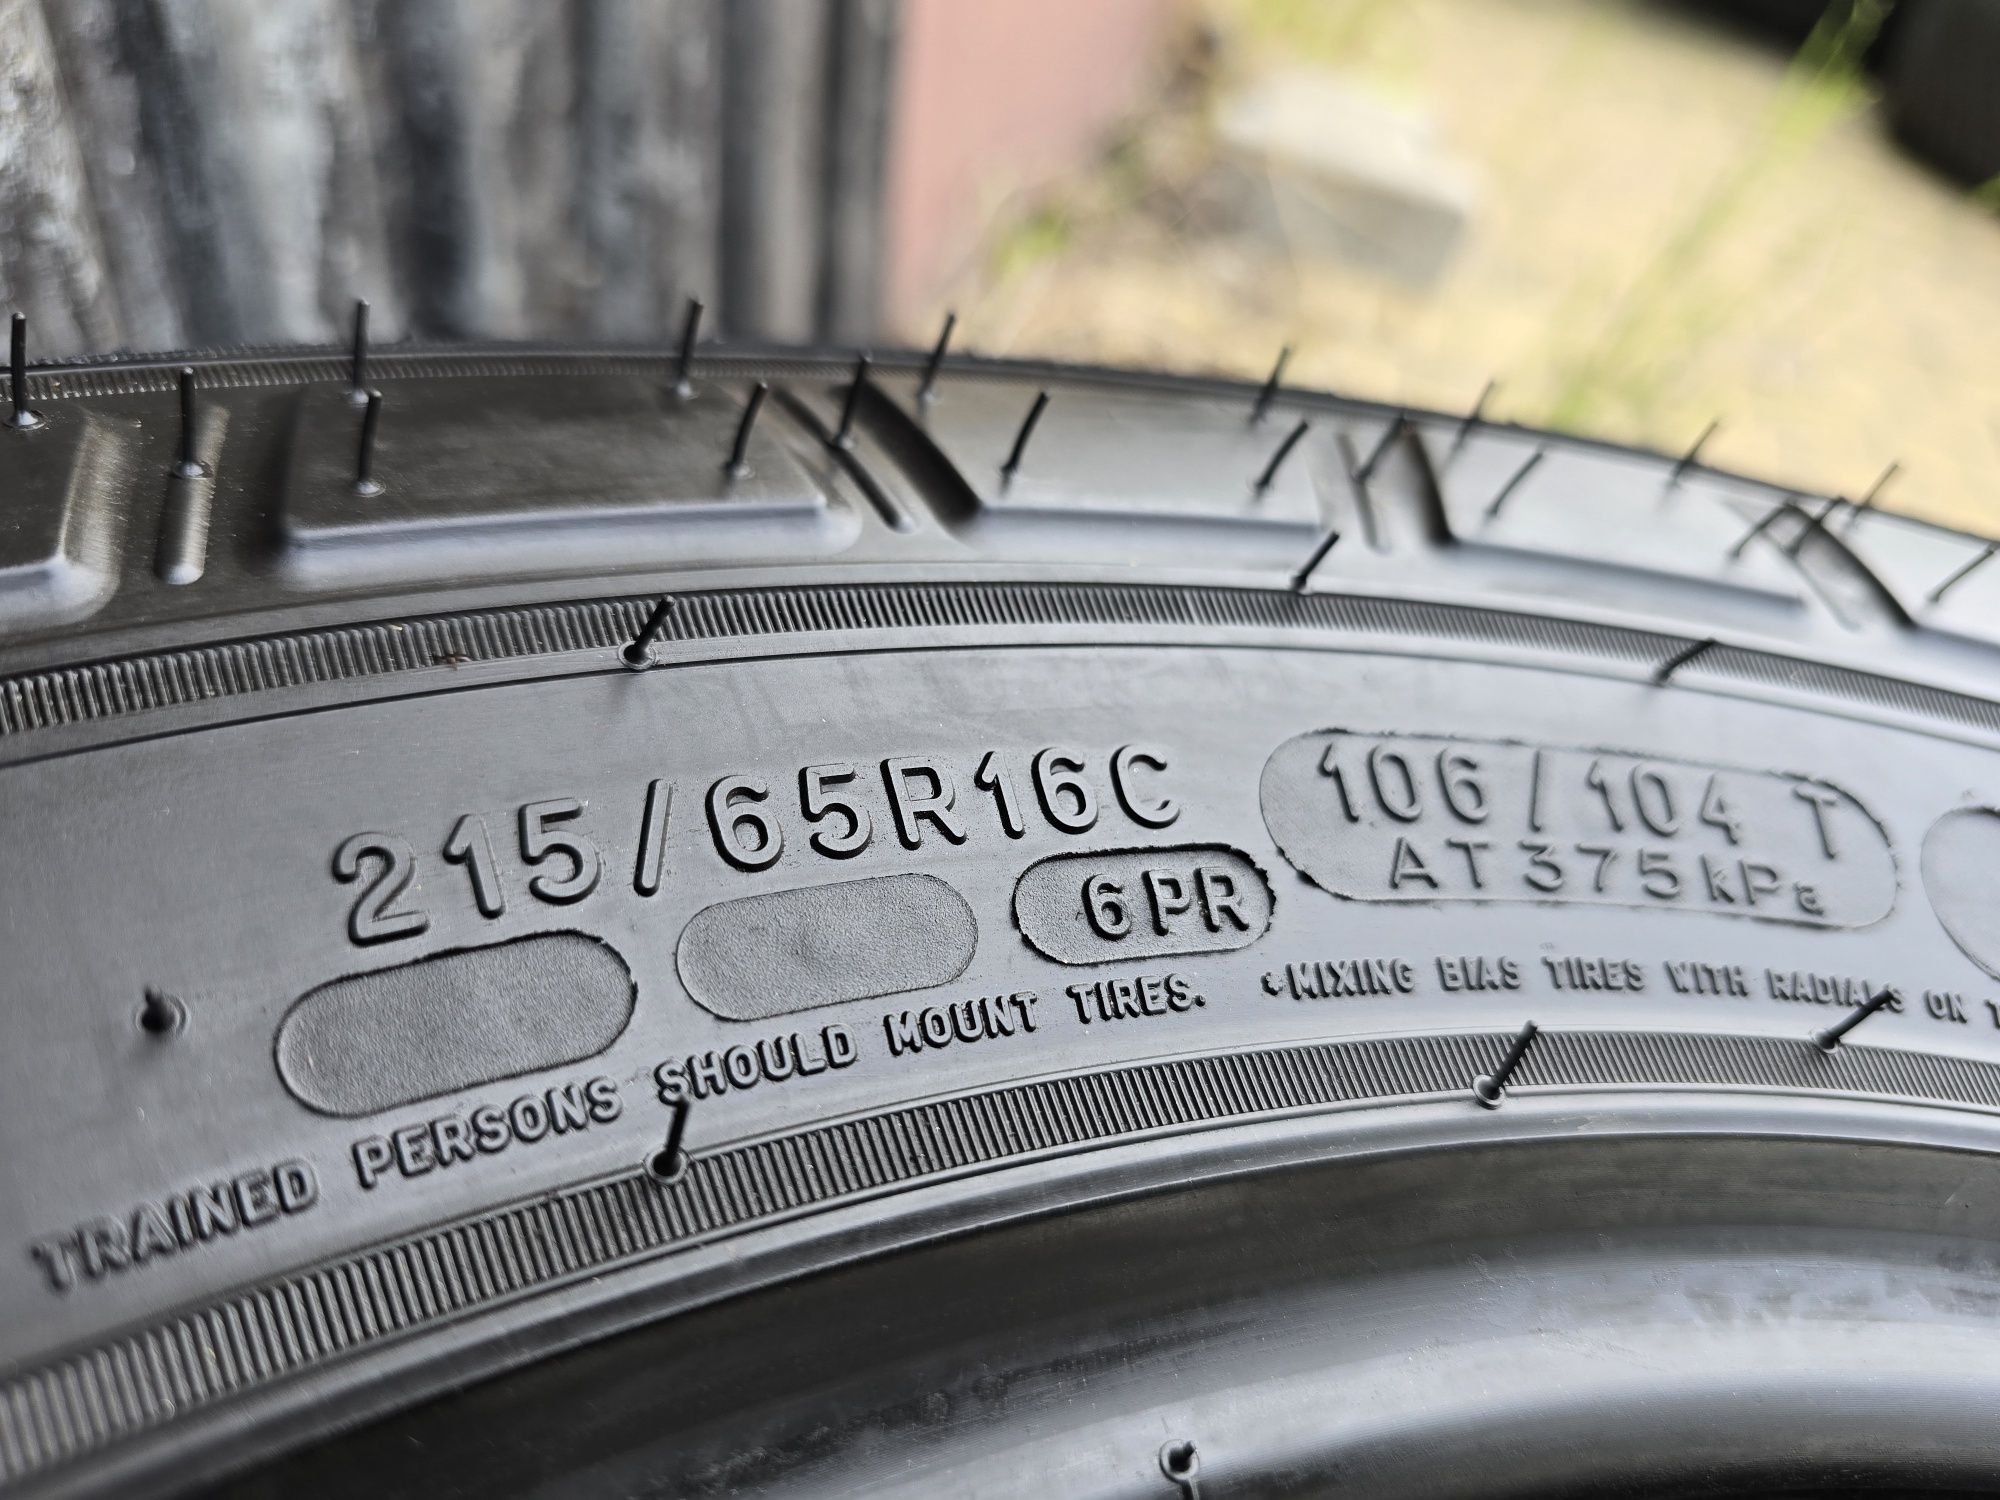 215/65R16C
106/104 T
AT 375 kPa
6PR
TRAINED PERSONS SHOULD MOUNT TIRES. •MIXING BIAS TIRES WITH RADIALS ON